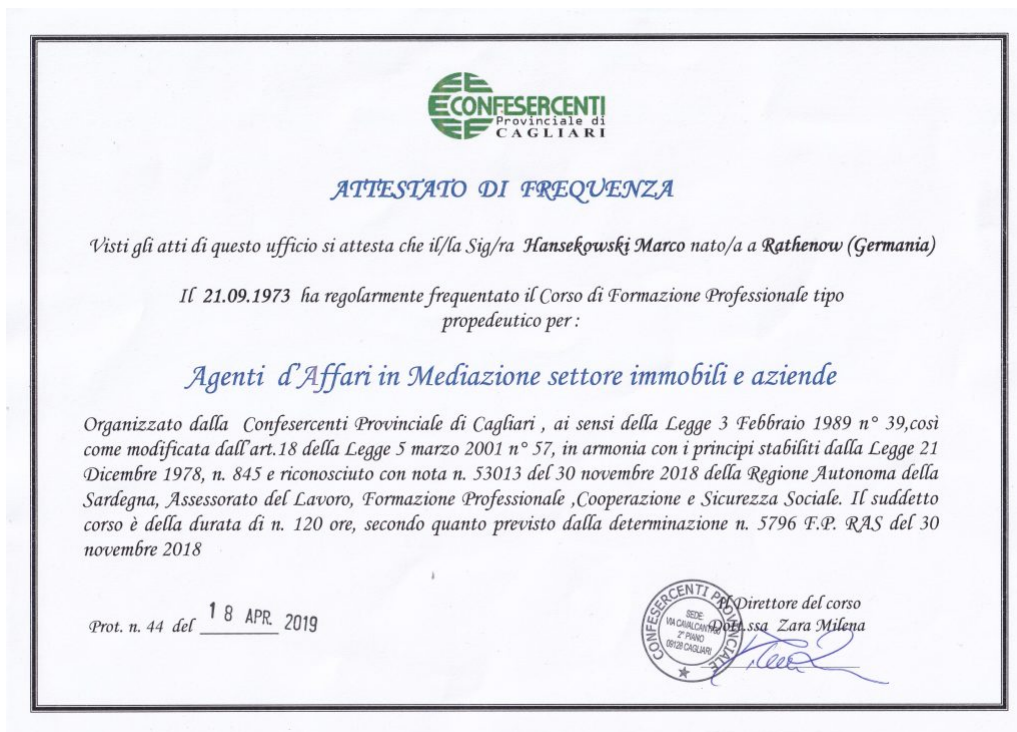 CONFESERCENTI
Provinciale di
CAGLIARI
ATTESTATO DI FREQUENZA
Visti gli atti di questo ufficio si attesta che il/la Sig/ra Hansekowski Marco nato/a a Rathenow (Germania)
Il 21.09.1973 ha regolarmente frequentato il Corso di Formazione Professionale tipo
propedeutico per :
Agenti d'Affari in Mediazione settore immobili e aziende
Organizzato dalla Confesercenti Provinciale di Cagliari , ai sensi della Legge 3 Febbraio 1989 n° 39,così
come modificata dall'art.18 della Legge 5 marzo 2001 n° 57, in armonia con i principi stabiliti dalla Legge 21
Dicembre 1978, n. 845 e riconosciuto con nota n. 53013 del 30 novembre 2018 della Regione Autonoma della
Sardegna, Assessorato del Lavoro, Formazione Professionale ,Cooperazione e Sicurezza Sociale. Il suddetto
corso è della durata di n. 120 ore, secondo quanto previsto dalla determinazione n. 5796 F.P. RAS del 30
novembre 2018
Prot. n. 44 del 18 APR. 2019
Il Direttore del corso
Dott.ssa Zara Milena
CONFESERCENTI PROVINCIALE
SEDE:
VIA CAVALCANTI
2° PIANO
09128 CAGLIARI